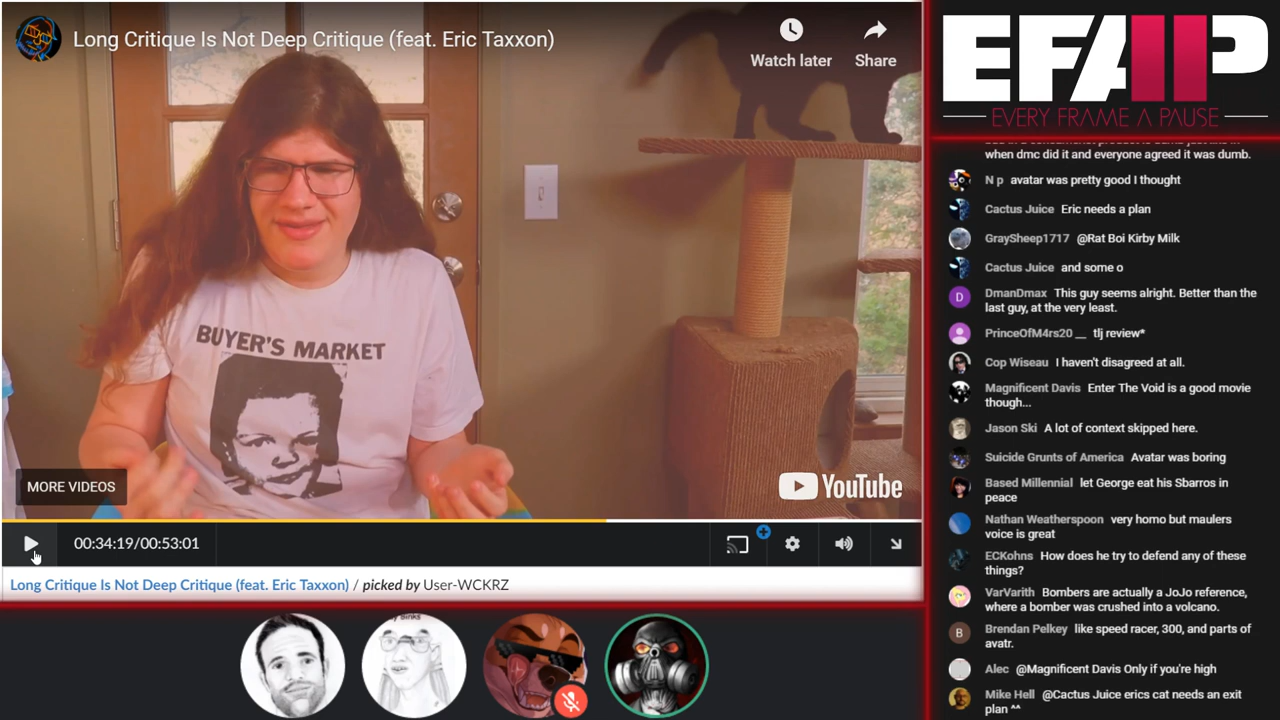 Long Critique Is Not Deep Critique (feat. Eric Taxxon)
Watch later
Share
BUYER'S MARKET
MORE VIDEOS
YouTube
00:34:19/00:53:01
Long Critique Is Not Deep Critique (feat. Eric Taxxon) / picked by User-WCKRZ
EFAP
EVERY FRAME A PAUSE
when dmc did it and everyone agreed it was dumb.
N p avatar was pretty good I thought
Cactus Juice Eric needs a plan
GraySheep1717 @Rat Boi Kirby Milk
Cactus Juice and some o
D
DmanDmax This guy seems alright. Better than the
last guy, at the very least.
PrinceOfM4rs20 __ tlj review*
Cop Wiseau I haven't disagreed at all.
Magnificent Davis Enter The Void is a good movie
though...
Jason Ski A lot of context skipped here.
Suicide Grunts of America Avatar was boring
Based Millennial let George eat his Sbarros in
peace
Nathan Weatherspoon very homo but maulers
voice is great
ECKohns How does he try to defend any of these
things?
VarVarith Bombers are actually a JoJo reference,
where a bomber was crushed into a volcano.
B
Brendan Pelkey like speed racer, 300, and parts of
avatr.
Alec @Magnificent Davis Only if you're high
Mike Hell @Cactus Juice erics cat needs an exit
plan ^^